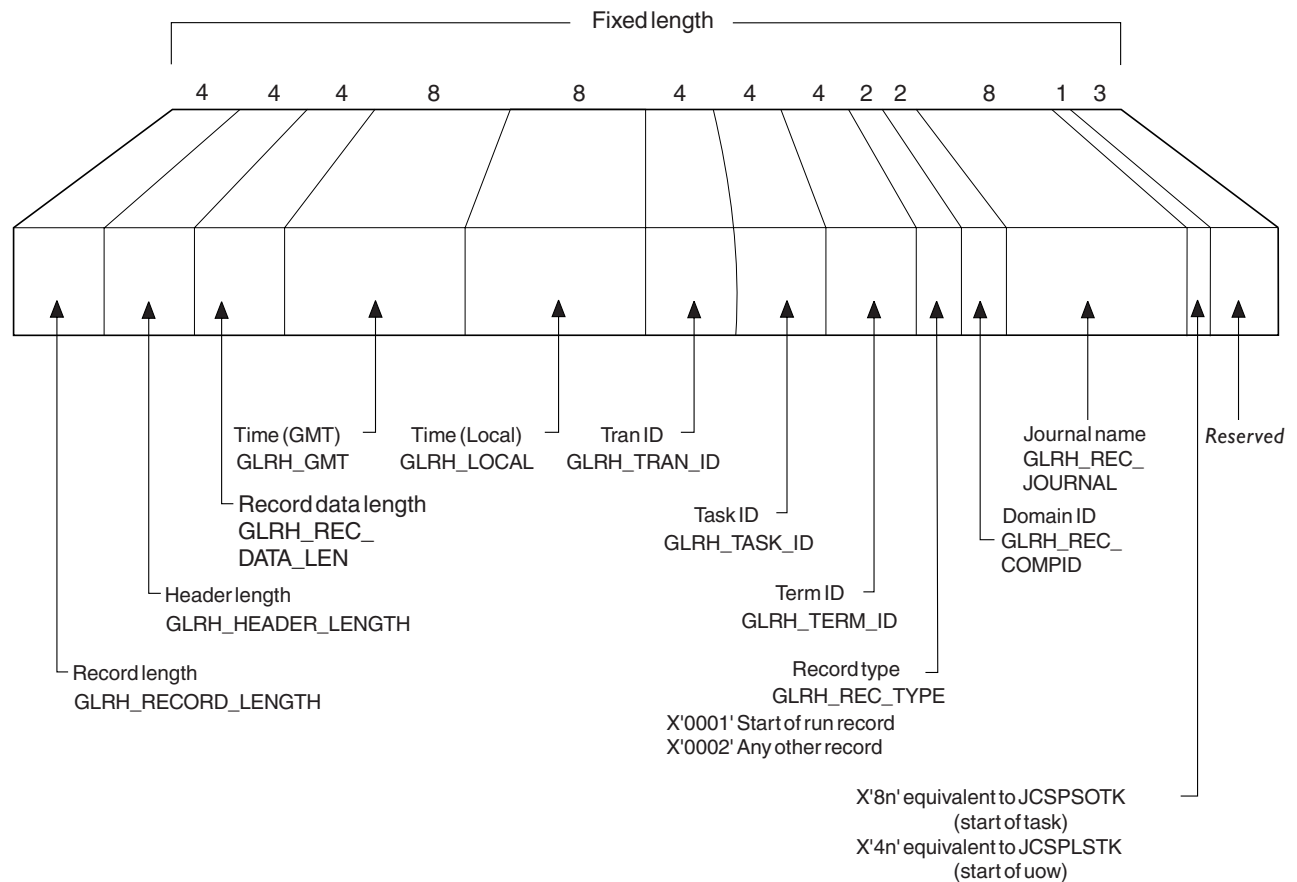 Fixed length
4 4 4 8 8 4 4 4 2 2 8 1 3
Time (GMT)
GLRH_GMT
Time (Local)
GLRH_LOCAL
Tran ID
GLRH_TRAN_ID
Journal name
GLRH_REC_
JOURNAL
Reserved
Record data length
GLRH_REC_
DATA_LEN
Task ID
GLRH_TASK_ID
Domain ID
GLRH_REC_
COMPID
Header length
GLRH_HEADER_LENGTH
Term ID
GLRH_TERM_ID
Record length
GLRH_RECORD_LENGTH
Record type
GLRH_REC_TYPE
X'0001' Start of run record
X'0002' Any other record
X'8n' equivalent to JCSPSOTK
(start of task)
X'4n' equivalent to JCSPLSTK
(start of uow)